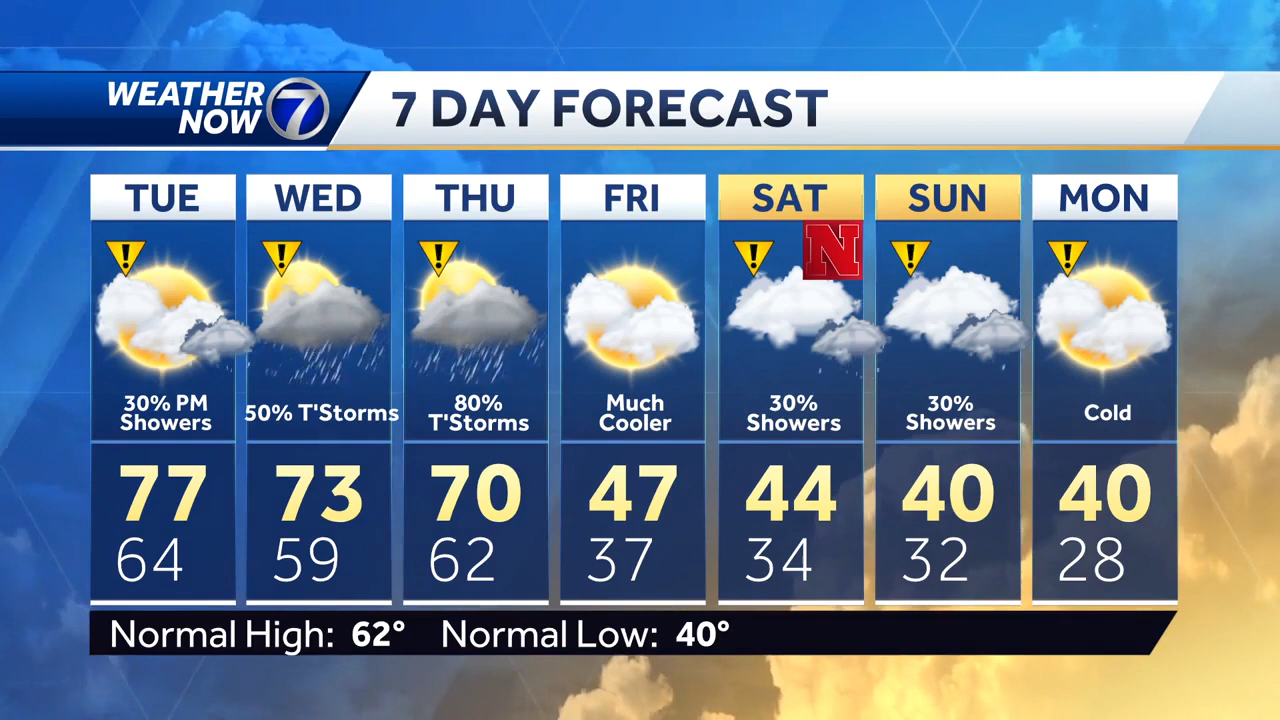 WEATHER
NOW 7
7 DAY FORECAST
TUE
WED
THU
FRI
SAT
SUN
MON
!
!
!
!
!
!
N
30% PM
Showers
50% T'Storms
80%
T'Storms
Much
Cooler
30%
Showers
30%
Showers
Cold
77
73
70
47
44
40
40
64
59
62
37
34
32
28
Normal High: 62° Normal Low: 40°